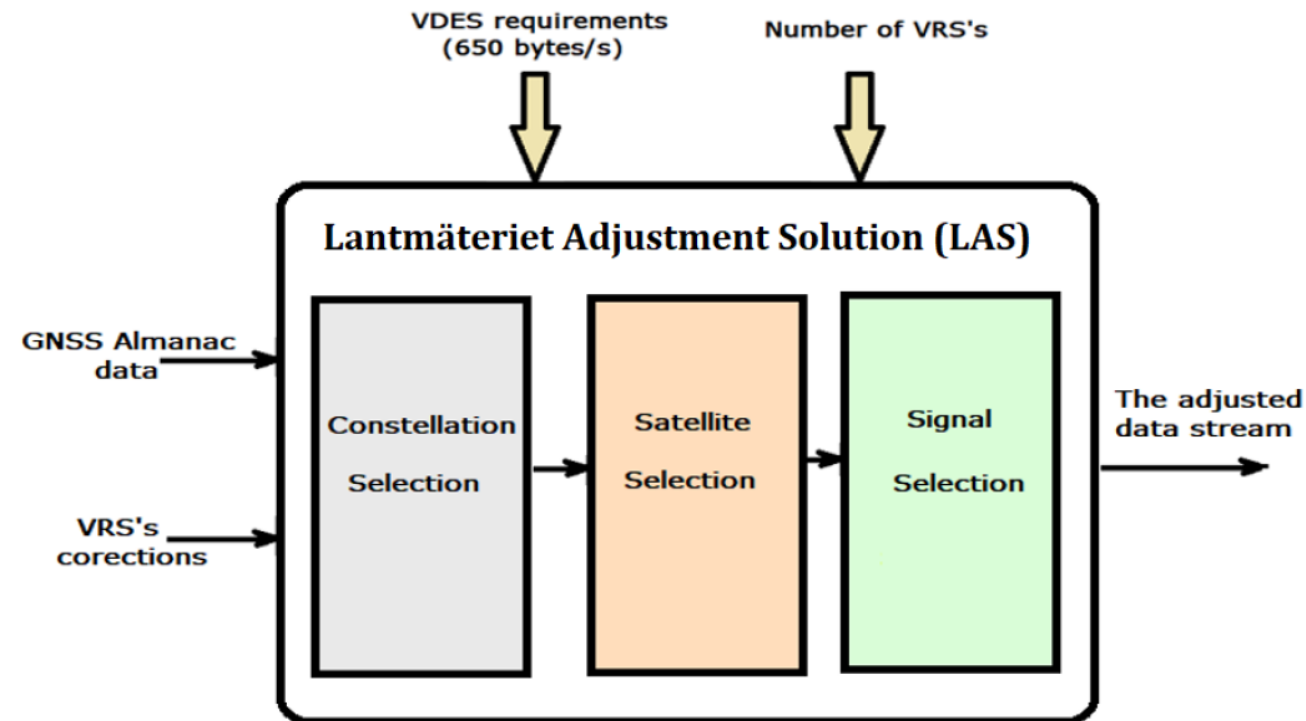 VDES requirements
(650 bytes/s)
Number of VRS's
Lantmäteriet Adjustment Solution (LAS)
GNSS Almanac
data
VRS's
corections
Constellation
Selection
Satellite
Selection
Signal
Selection
The adjusted
data stream